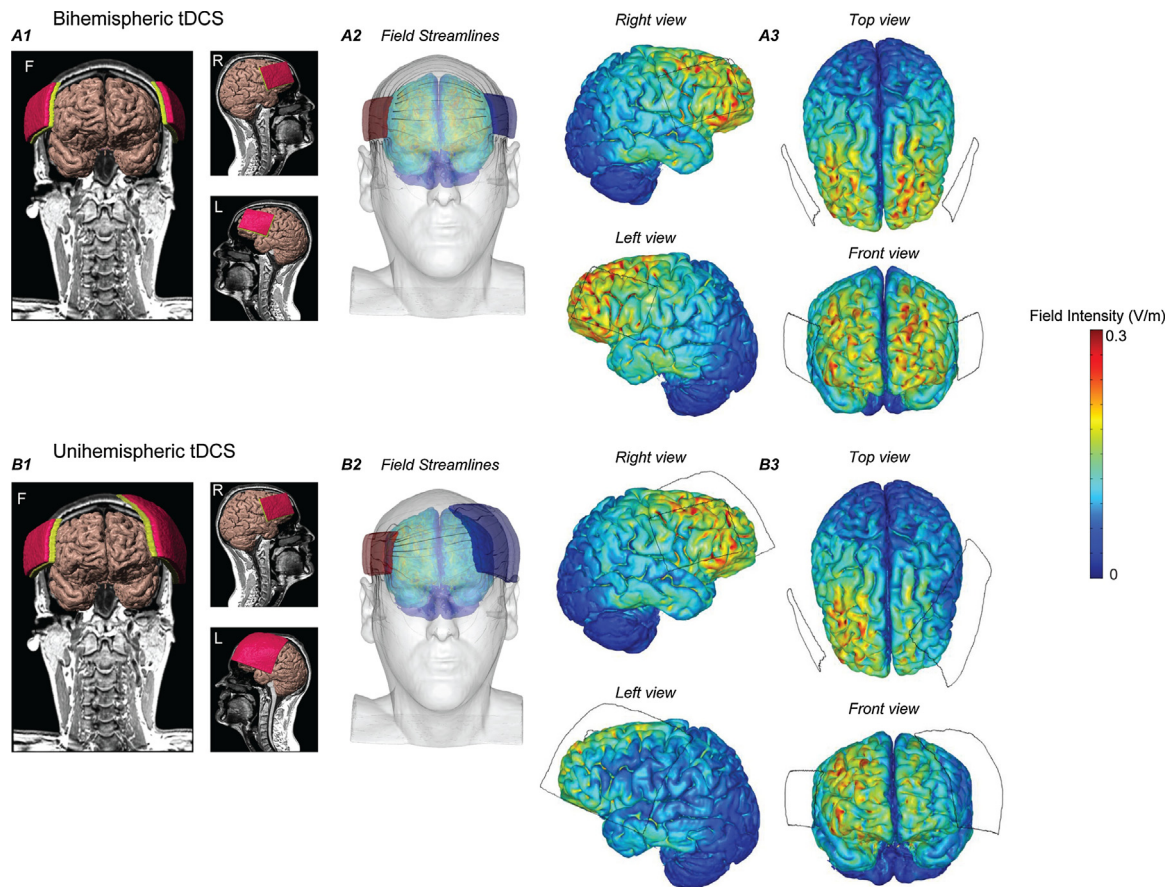 Bihemispheric tDCS
A1
F
R
L
A2 Field Streamlines
Right view
Left view
A3
Top view
Front view
Field Intensity (V/m)
0.3
0
Unihemispheric tDCS
B1
F
R
L
B2 Field Streamlines
Right view
Left view
B3
Top view
Front view